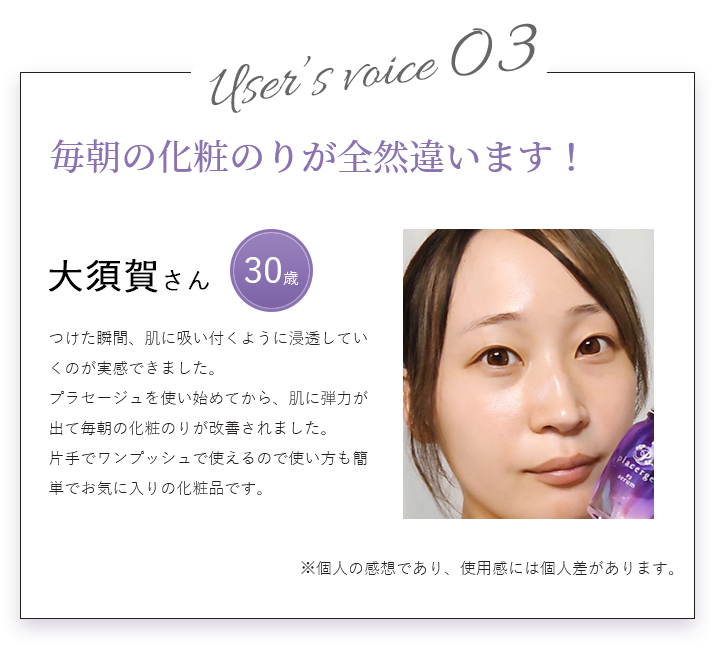 User's voice 03
毎朝の化粧のりが全然違います！
大須賀さん
30歳
つけた瞬間、肌に吸い付くように浸透してい
くのが実感できました。
プラセージュを使い始めてから、肌に弾力が
出て毎朝の化粧のりが改善されました。
片手でワンプッシュで使えるので使い方も簡
単でお気に入りの化粧品です。
serum
※個人の感想であり、使用感には個人差があります。